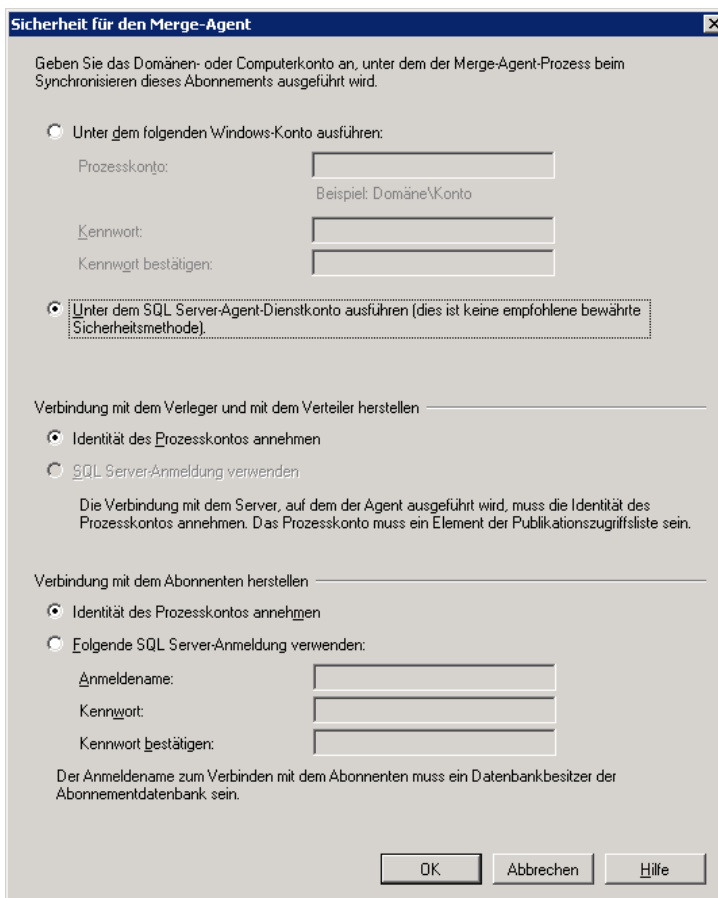 Sicherheit für den Merge-Agent
Geben Sie das Domänen- oder Computerkonto an, unter dem der Merge-Agent-Prozess beim
Synchronisieren dieses Abonnements ausgeführt wird.
Unter dem folgenden Windows-Konto ausführen:
Prozesskonto:
Beispiel: Domäne\Konto
Kennwort:
Kennwort bestätigen:
Unter dem SQL Server-Agent-Dienstkonto ausführen (dies ist keine empfohlene bewährte
Sicherheitsmethode).
Verbindung mit dem Verleger und mit dem Verteiler herstellen
Identität des Prozesskontos annehmen
SQL Server-Anmeldung verwenden
Die Verbindung mit dem Server, auf dem der Agent ausgeführt wird, muss die Identität des
Prozesskontos annehmen. Das Prozesskonto muss ein Element der Publikationszugriffsliste sein.
Verbindung mit dem Abonnenten herstellen
Identität des Prozesskontos annehmen
Folgende SQL Server-Anmeldung verwenden:
Anmeldename:
Kennwort:
Kennwort bestätigen:
Der Anmeldename zum Verbinden mit dem Abonnenten muss ein Datenbankbesitzer der
Abonnementdatenbank sein.
OK Abbrechen Hilfe